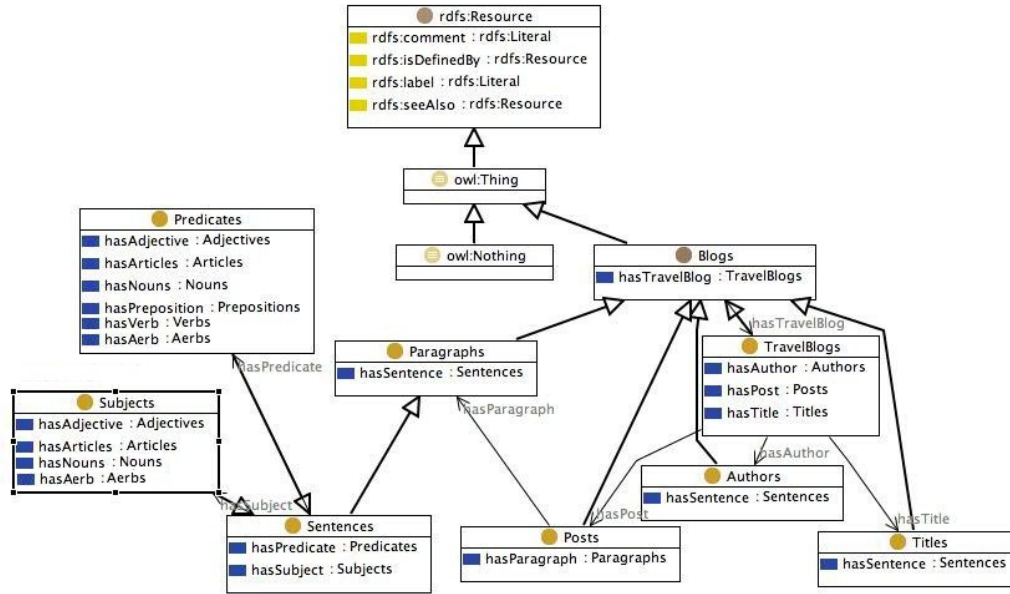 rdfs:Resource
rdfs:comment : rdfs:Literal
rdfs:isDefinedBy : rdfs:Resource
rdfs:label : rdfs:Literal
rdfs:seeAlso : rdfs:Resource
owl:Thing
Predicates
hasAdjective : Adjectives
hasArticles : Articles
hasNouns : Nouns
hasPreposition : Prepositions
hasVerb : Verbs
hasAerb : Aerbs
owl:Nothing
Blogs
hasTravelBlog : TravelBlogs
hasTravelBlog
TravelBlogs
hasAuthor : Authors
hasPost : Posts
hasTitle : Titles
Paragraphs
hasSentence : Sentences
hasPredicate
hasParagraph
Subjects
hasAdjective : Adjectives
hasArticles : Articles
hasNouns : Nouns
hasAerb : Aerbs
hasAuthor
Authors
hasSentence : Sentences
hasSubject
hasPost
hasTitle
Sentences
hasPredicate : Predicates
hasSubject : Subjects
Posts
hasParagraph : Paragraphs
Titles
hasSentence : Sentences